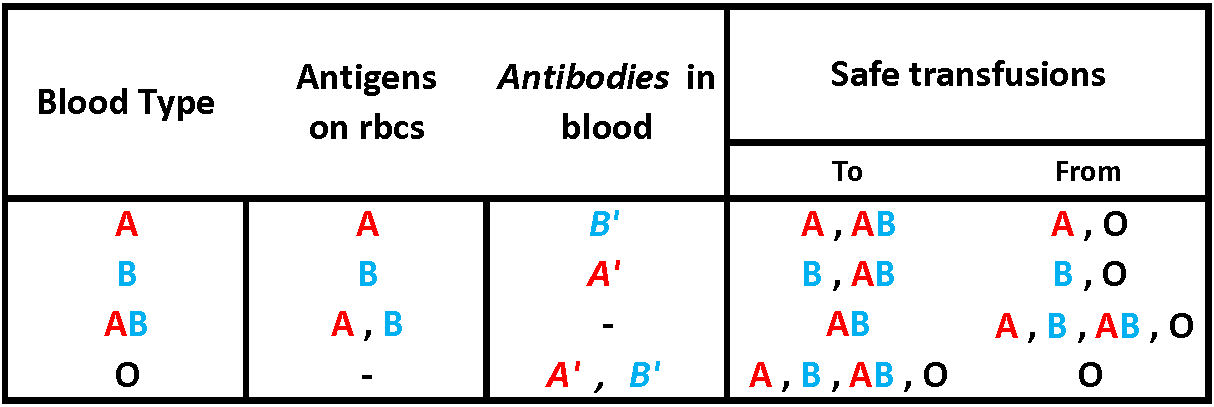 Blood Type Antigens on rbcs Antibodies in blood Safe transfusions
To From
A A B' A , AB A , O
B B A' B , AB B , O
AB A , B - AB A , B , AB , O
O - A' , B' A , B , AB , O O